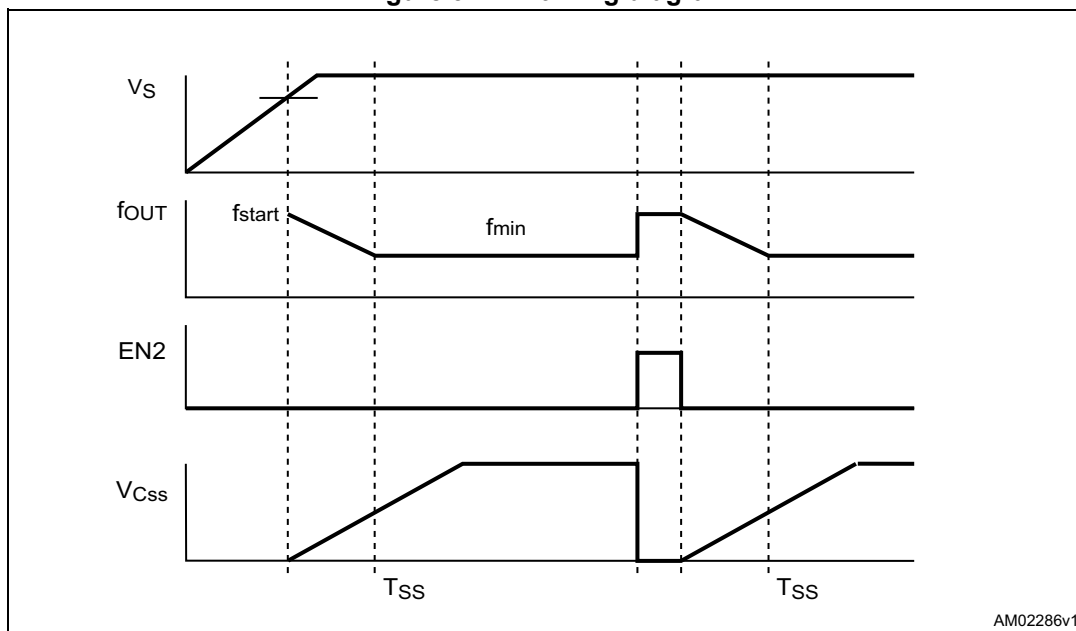 VS
fOUT
fstart
fmin
EN2
VCss
TSS
TSS
AM02286v1